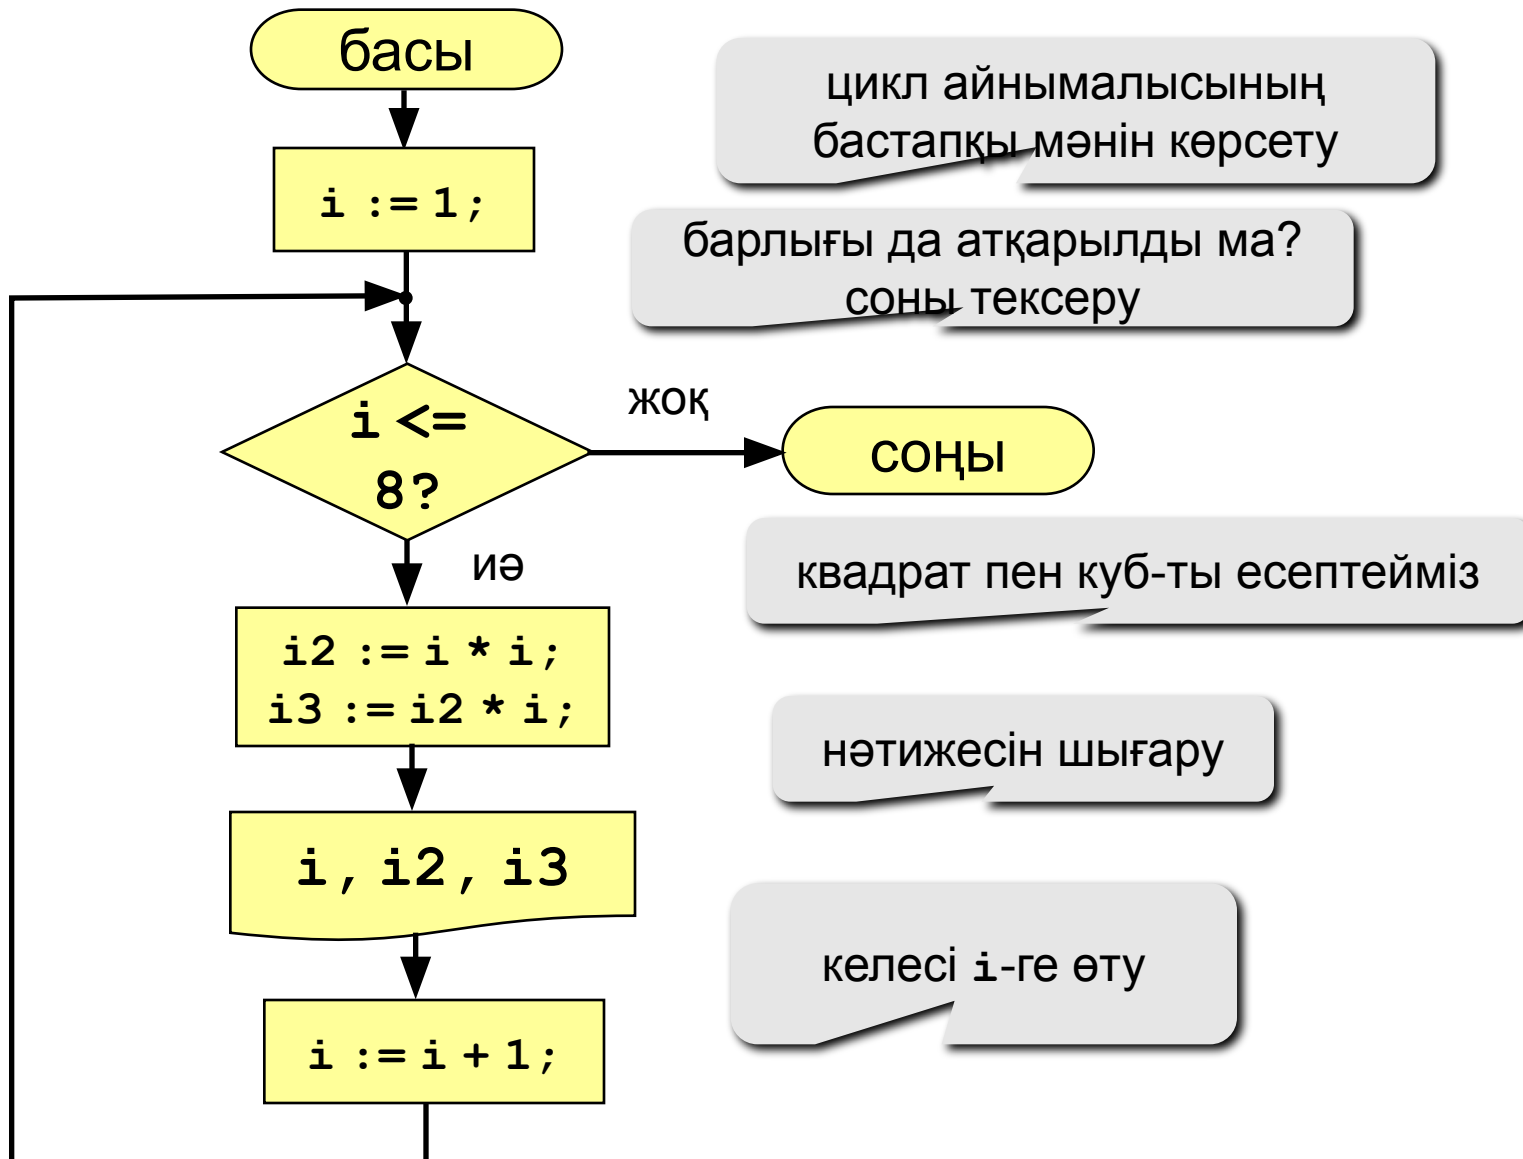 басы
цикл айнымалысының
бастапқы мәнін көрсету
i := 1;
барлығы да атқарылды ма?
соны тексеру
i <=
8?
жоқ
соңы
иә
квадрат пен куб-ты есептейміз
i2 := i * i;
i3 := i2 * i;
нәтижесін шығару
i, i2, i3
келесі i-ге өту
i := i + 1;